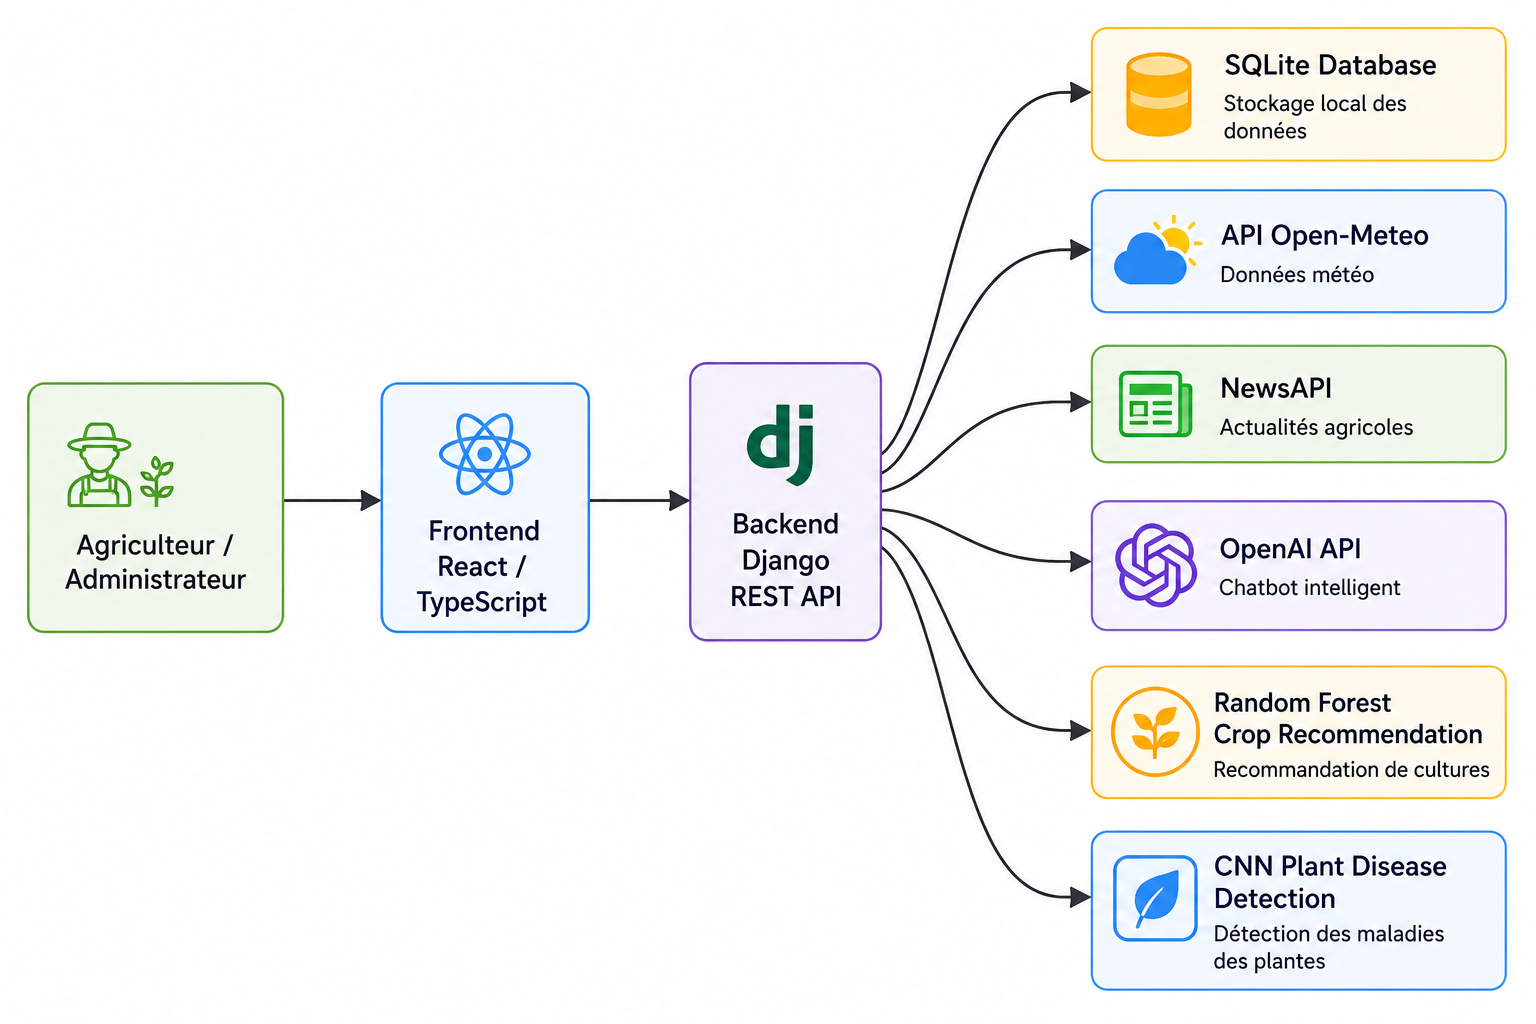 Agriculteur /
Administrateur
Frontend
React /
TypeScript
dj
Backend
Django
REST API
SQLite Database
Stockage local des
données
API Open-Meteo
Données météo
NewsAPI
Actualités agricoles
OpenAI API
Chatbot intelligent
Random Forest
Crop Recommendation
Recommandation de cultures
CNN Plant Disease
Detection
Détection des maladies
des plantes